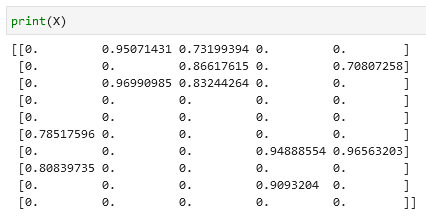 print(X)
[[0.         0.95071431 0.73199394 0.         0.        ]
 [0.         0.         0.86617615 0.         0.70807258]
 [0.         0.96990985 0.83244264 0.         0.        ]
 [0.         0.         0.         0.         0.        ]
 [0.         0.         0.         0.         0.        ]
 [0.78517596 0.         0.         0.         0.        ]
 [0.         0.         0.         0.94888554 0.96563203]
 [0.80839735 0.         0.         0.         0.        ]
 [0.         0.         0.         0.9093204  0.        ]
 [0.         0.         0.         0.         0.        ]]